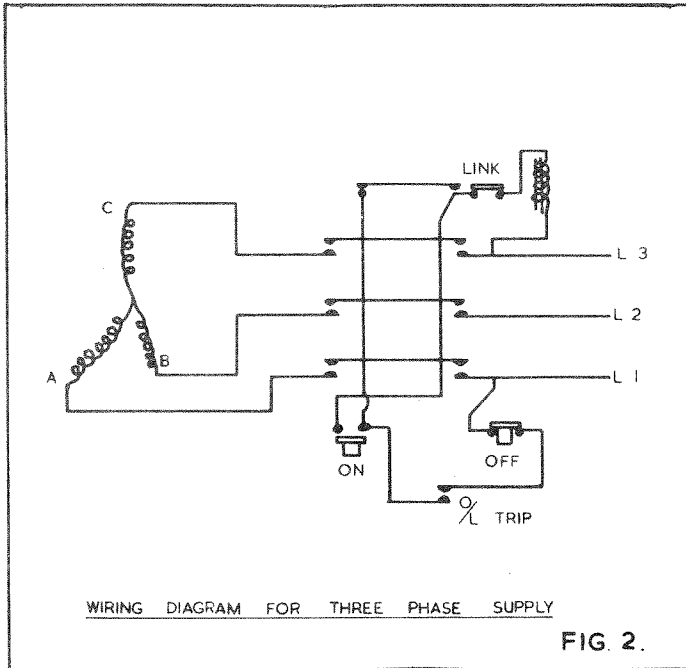 LINK
C
L 3
L 2
B
A
L 1
ON
OFF
O/L TRIP
WIRING DIAGRAM FOR THREE PHASE SUPPLY
FIG. 2.